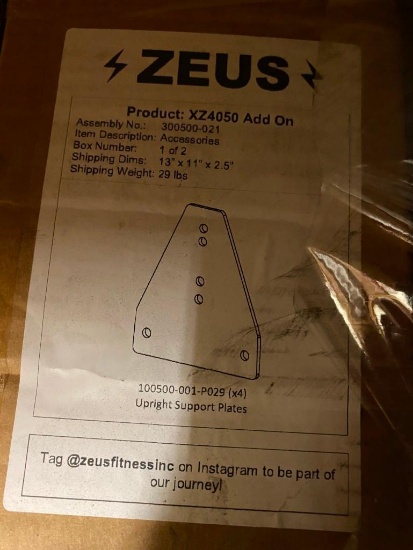 ZEUS
Product: XZ4050 Add On
Assembly No.: 300500-021
Item Description: Accessories
Box Number: 1 of 2
Shipping Dims: 13" x 11" x 2.5"
Shipping Weight: 29 lbs
100500-001-P029 (x4)
Upright Support Plates
Tag @zeusfitnessinc on Instagram to be part of
our journey!